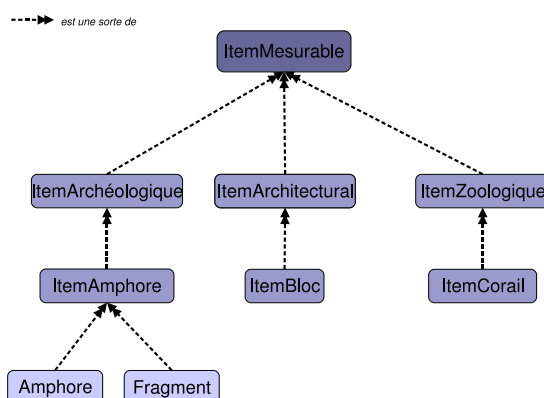 est une sorte de
ItemMesurable
ItemArchéologique
ItemArchitectural
ItemZoologique
ItemAmphore
ItemBloc
ItemCorail
Amphore
Fragment